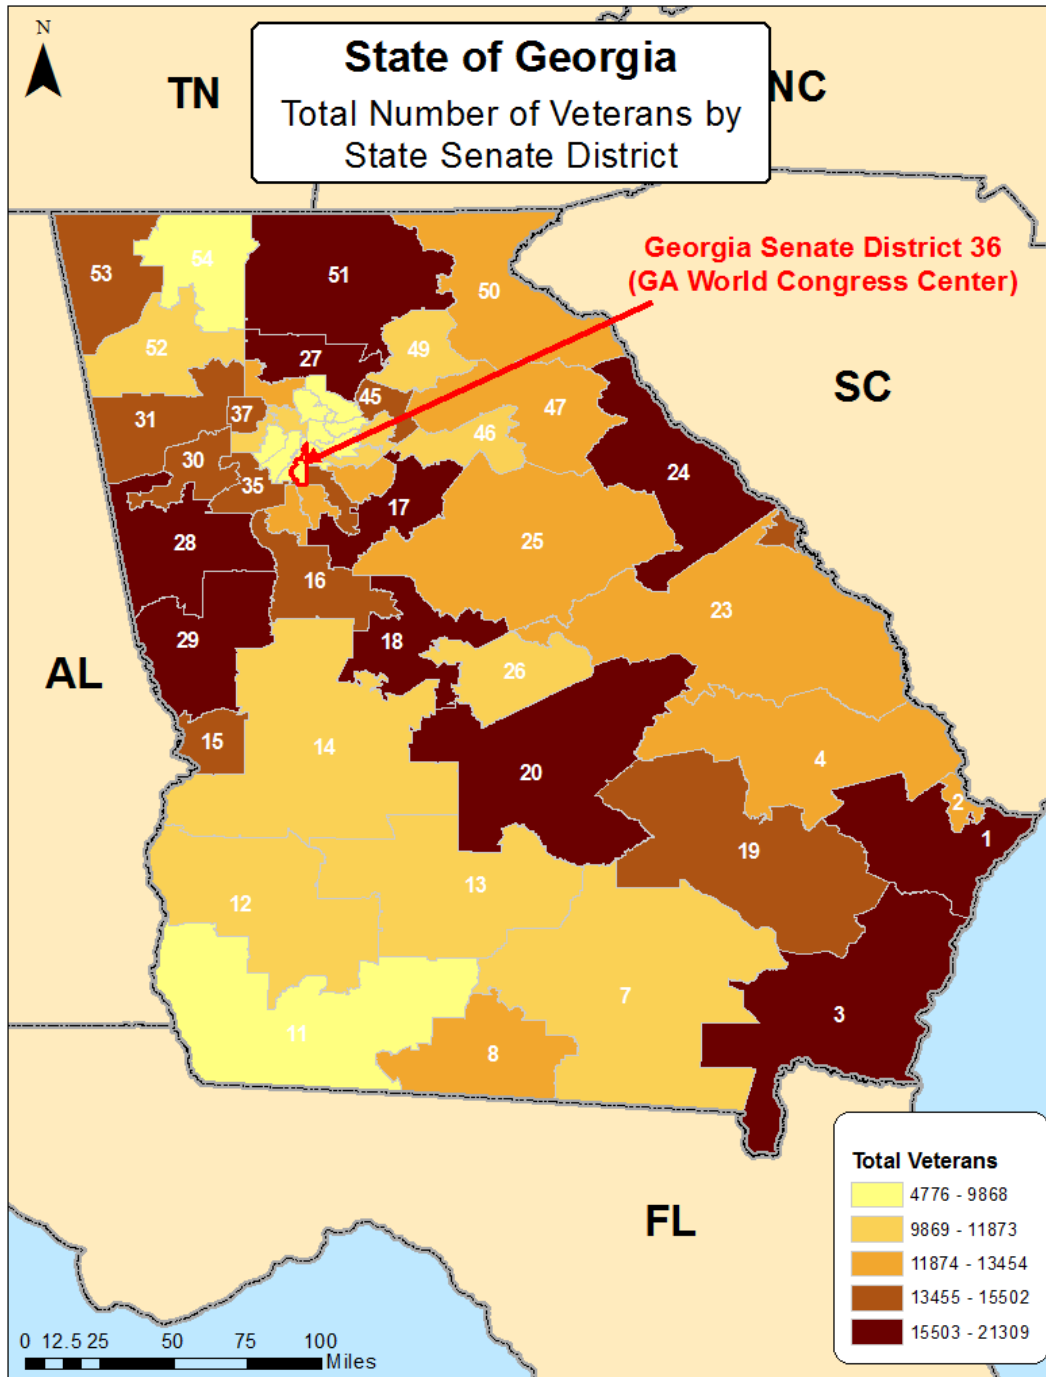 N
State of Georgia
Total Number of Veterans by
State Senate District
TN
NC
Georgia Senate District 36
(GA World Congress Center)
53
54
51
50
52
49
27
SC
31
37
45
47
46
30
24
35
17
28
25
16
23
29
18
26
AL
15
14
20
4
2
1
19
13
12
7
3
11
8
FL
Total Veterans
4776 - 9868
9869 - 11873
11874 - 13454
13455 - 15502
15503 - 21309
0 12.5 25 50 75 100
Miles